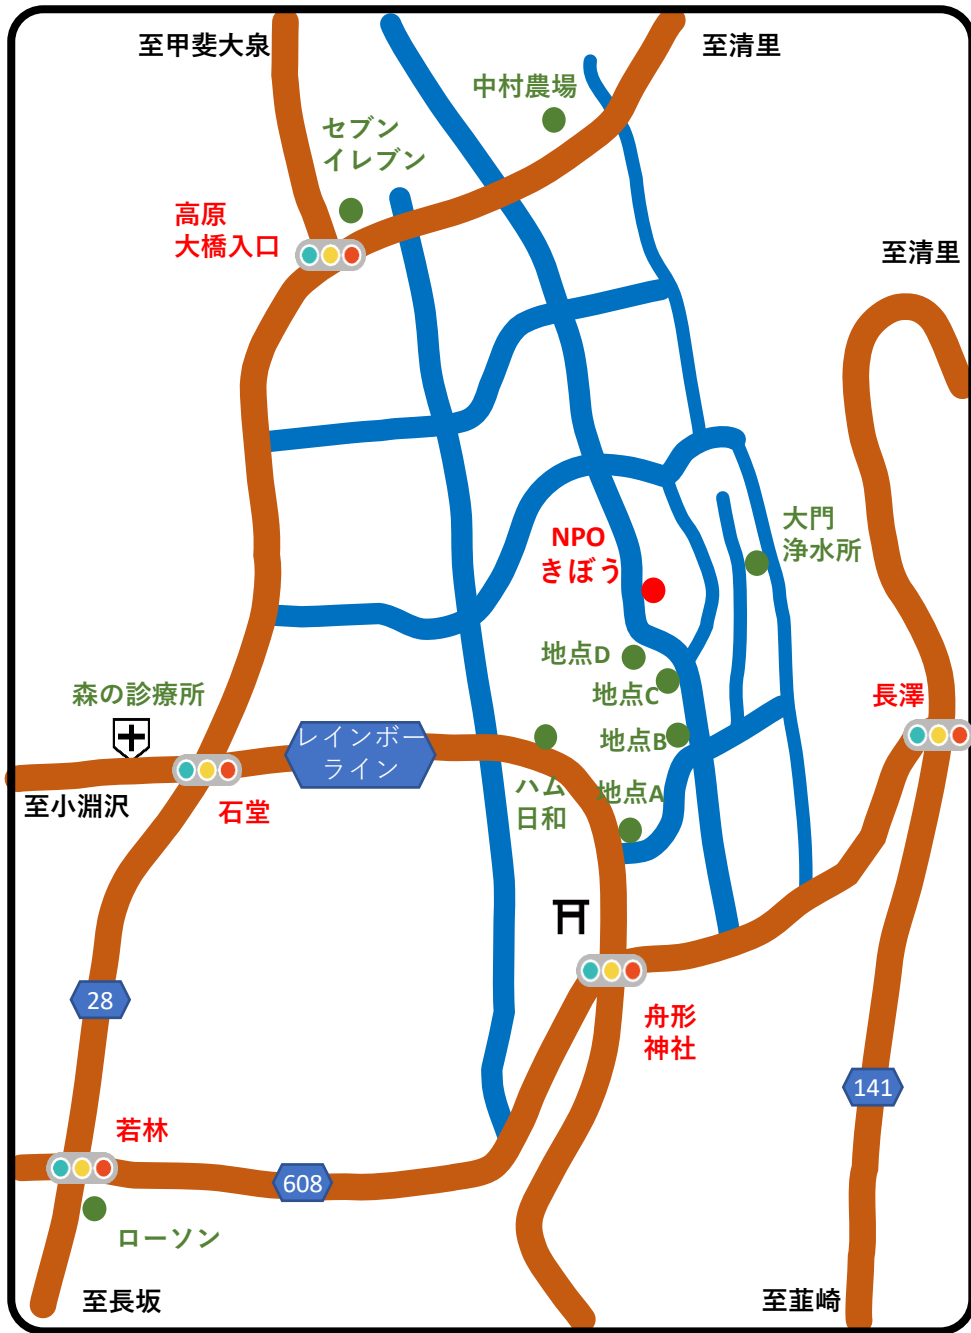 至甲斐大泉
至清里
中村農場
セブン
イレブン
高原
大橋入口
至清里
大門
浄水所
NPO
きぼう
地点D
地点C
森の診療所
長澤
レインボー
ライン
地点B
ハム
日和
地点A
至小淵沢
石堂
28
舟形
神社
141
若林
608
ローソン
至長坂
至韮崎